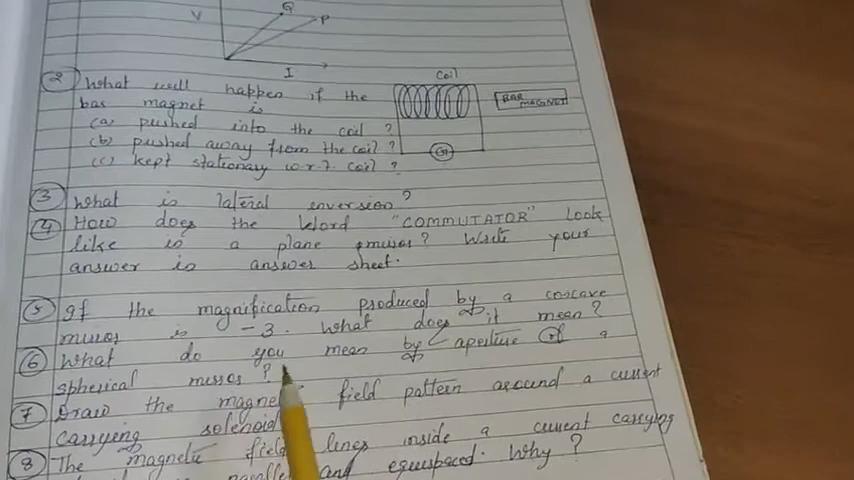 V
Q
P
I
② What will happen if the
bar magnet is
(a) pushed into the coil ?
(b) pushed away from the coil ?
(c) kept stationary w.r.t. coil ?
Coil
BAR MAGNET
G
③ What is lateral inversion ?
④ How does the word "COMMUTATOR" look
like in a plane mirror? Write your
answer in answer sheet.
⑤ If the magnification produced by a concave
mirror is -3. What does it mean ?
⑥ What do you mean by aperture of a
spherical mirror ?
⑦ Draw the magnetic field pattern around a current
carrying solenoid
⑧ The magnetic field lines inside a current carrying
and equispaced. Why ?